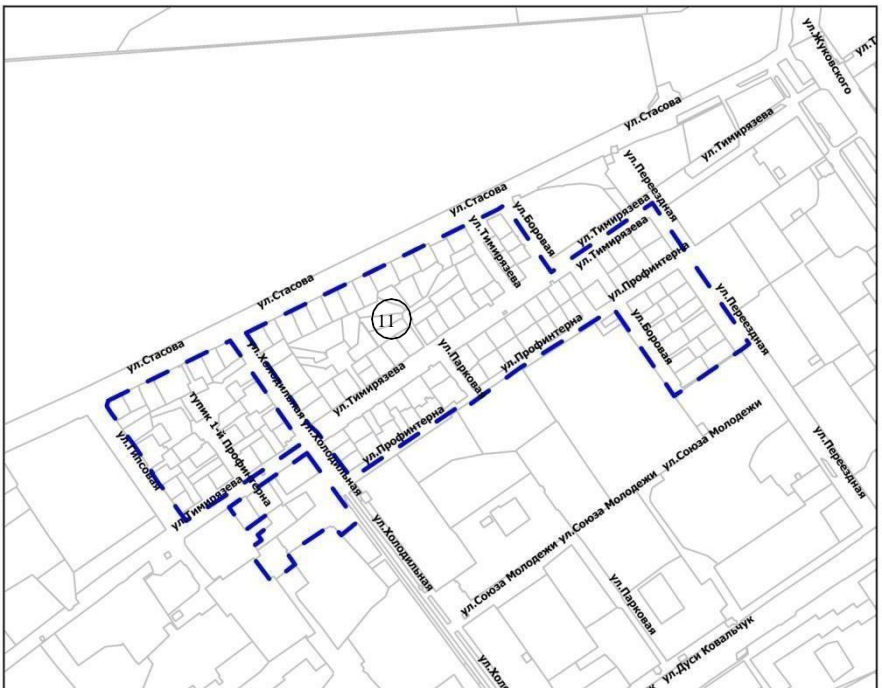 ул.Жуковского
ул.Т
ул.Стасова
ул.Тимирязева
ул.Переездная
ул.Стасова
ул.Боровая
ул.Тимирязева
ул.Тимирязева
ул.Тимирязева
ул.Профинтерна
ул.Стасова
ул.Переездная
11
ул.Боровая
ул.Профинтерна
ул.Стасова
ул.Холодильная
ул.Парковая
ул.Тимирязева
тупик 1-й Профинтерна
ул.Профинтерна
ул.Холодильная
ул.Гипсовая
ул.Союза Молодежи
ул.Переездная
ул.Тимирязева
ул.Союза Молодежи
ул.Холодильная
ул.Союза Молодежи
ул.Парковая
ул.Дуси Ковальчук
к
ул.Холо